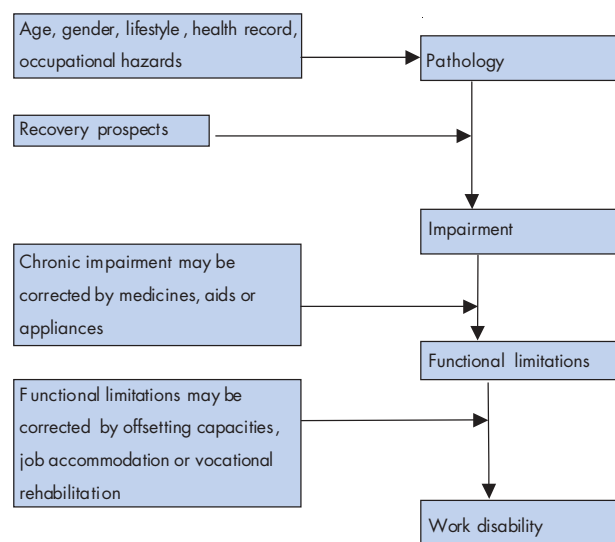 Age, gender, lifestyle, health record,
occupational hazards
Pathology
Recovery prospects
Impairment
Chronic impairment may be
corrected by medicines, aids or
appliances
Functional limitations
Functional limitations may be
corrected by offsetting capacities,
job accommodation or vocational
rehabilitation
Work disability